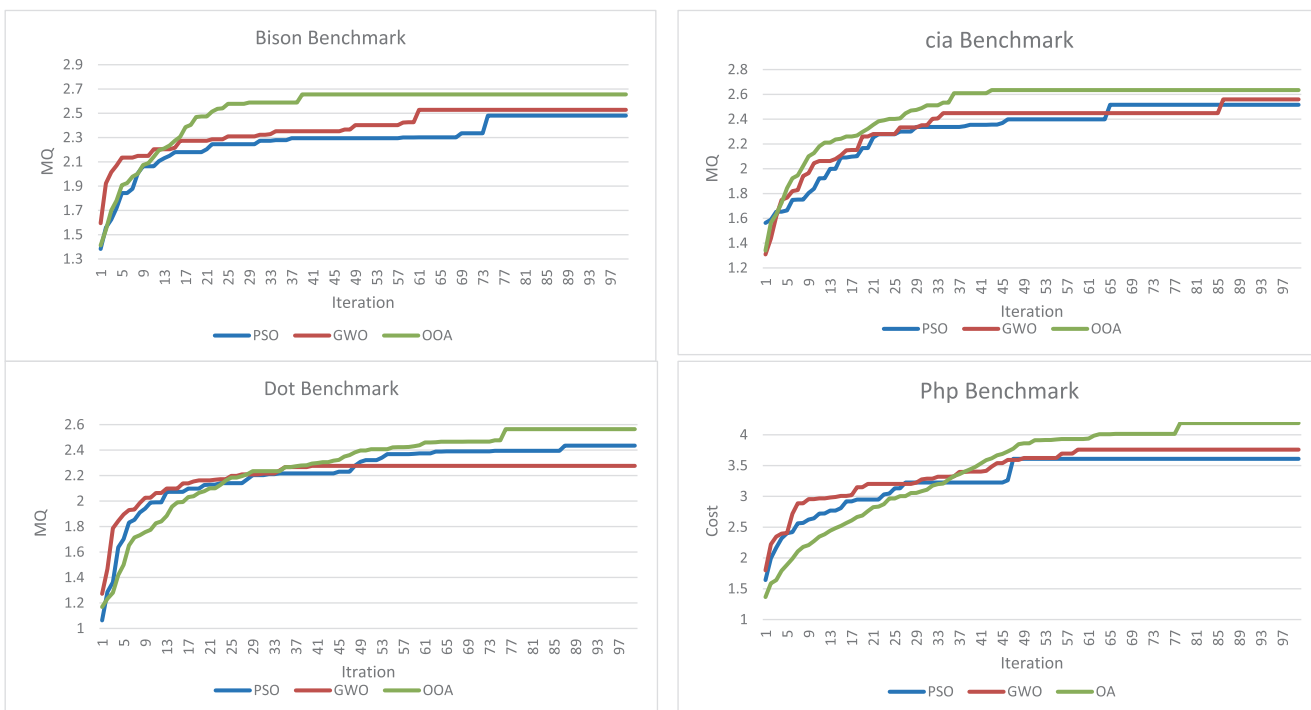 Bison Benchmark
2.9
2.7
2.5
2.3
2.1
1.9
1.7
1.5
1.3
MQ
1 5 9 13 17 21 25 29 33 37 41 45 49 53 57 61 65 69 73 77 81 85 89 93 97
Iteration
PSO GWO OOA
cia Benchmark
2.8
2.6
2.4
2.2
2
1.8
1.6
1.4
1.2
MQ
1 5 9 13 17 21 25 29 33 37 41 45 49 53 57 61 65 69 73 77 81 85 89 93 97
Iteration
PSO GWO OOA
Dot Benchmark
2.6
2.4
2.2
2
1.8
1.6
1.4
1.2
1
MQ
1 5 9 13 17 21 25 29 33 37 41 45 49 53 57 61 65 69 73 77 81 85 89 93 97
Itration
PSO GWO OOA
Php Benchmark
4
3.5
3
2.5
2
1.5
1
Cost
1 5 9 13 17 21 25 29 33 37 41 45 49 53 57 61 65 69 73 77 81 85 89 93 97
Iteration
PSO GWO OA